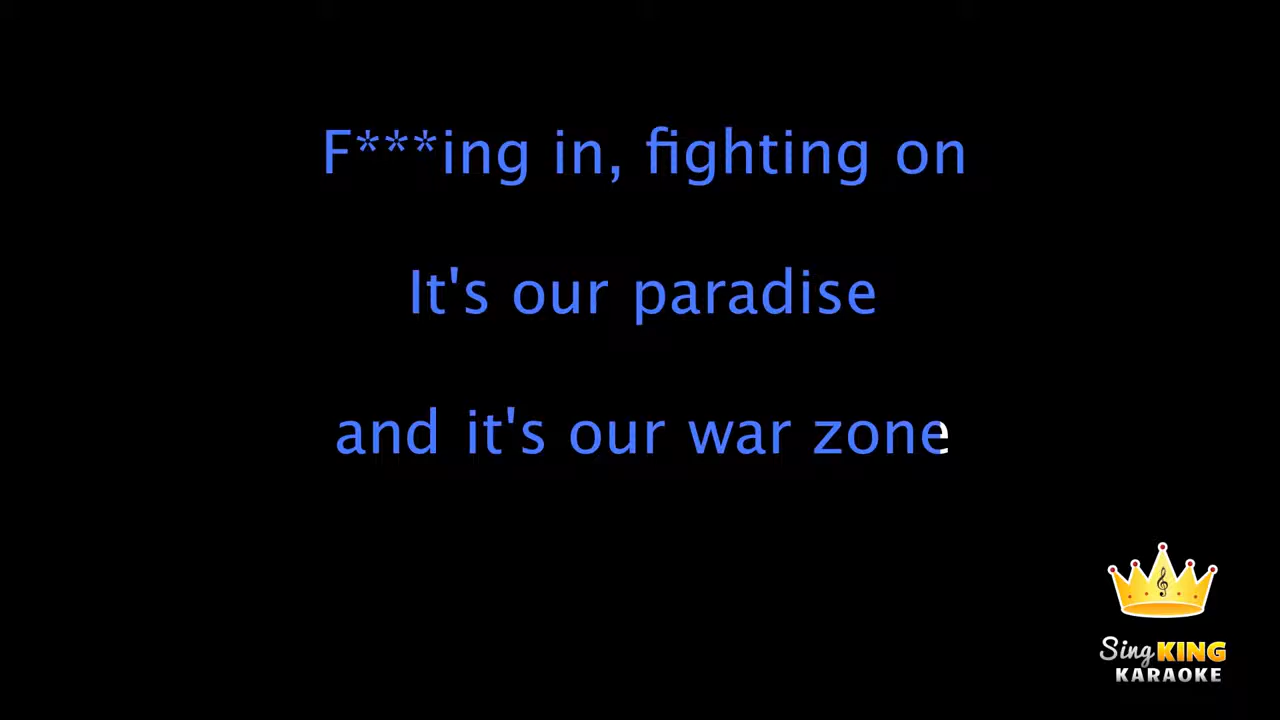 F***ing in, fighting on
It's our paradise
and it's our war zone
Sing KING
KARAOKE